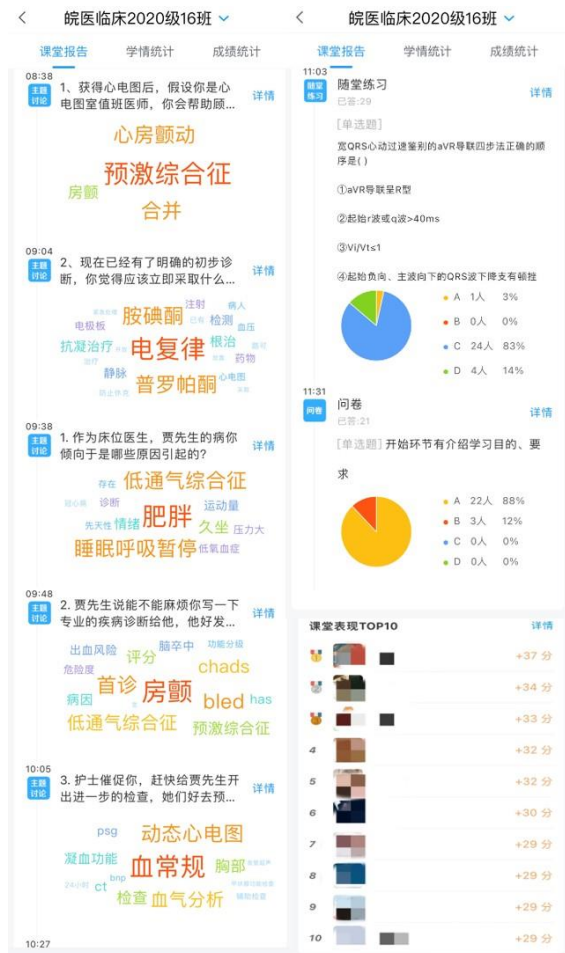 皖医临床2020级16班
课堂报告 学情统计 成绩统计
08:38
主题讨论
1、获得心电图后，假设你是心
电图室值班医师，你会帮助顾...
详情
心房颤动
预激综合征
房颤
合并
09:04
主题讨论
2、现在已经有了明确的初步诊
断，你觉得应该立即采取什么...
详情
注射
病人
电极板
胺碘酮
已有
检测
血压
抗凝治疗
电复律
根治
药物
治疗
静脉
普罗帕酮
心电图
09:38
主题讨论
1. 作为床位医生，贾先生的病你
倾向于是哪些原因引起的？
详情
存在
低通气综合征
冠心病
诊断
肥胖
运动量
先天性
情绪
久坐
压力大
睡眠呼吸暂停
低氧血症
09:48
主题讨论
2. 贾先生说能不能麻烦你写一下
专业的疾病诊断给他，他好发...
详情
出血风险
评分
脑卒中
功能分级
危险度
chads
首诊
房颤
病因
bled
has
低通气综合征
预激综合征
10:05
主题讨论
3. 护士催促你，赶快给贾先生开
出进一步的检查，她们好去预...
详情
psg
动态心电图
凝血功能
血常规
胸部
24小时
ct
bnp
检查
血气分析
辅助检查
10:27
皖医临床2020级16班
课堂报告 学情统计 成绩统计
11:03
随堂练习
随堂练习
已答:29
详情
[单选题]
宽QRS心动过速鉴别的aVR导联四步法正确的顺
序是( )
①aVR导联呈R型
②起始r波或q波>40ms
③Vi/Vt≤1
④起始负向、主波向下的QRS波下降支有顿挫
A 1人 3%
B 0人 0%
C 24人 83%
D 4人 14%
11:31
问卷
问卷
已答:21
详情
[单选题] 开始环节有介绍学习目的、要
求
A 22人 88%
B 3人 12%
C 0人 0%
D 0人 0%
课堂表现TOP10 详情
+37 分
+34 分
+33 分
4 +32 分
5 +32 分
6 +30 分
7 +29 分
8 +29 分
9 +29 分
10 +29 分